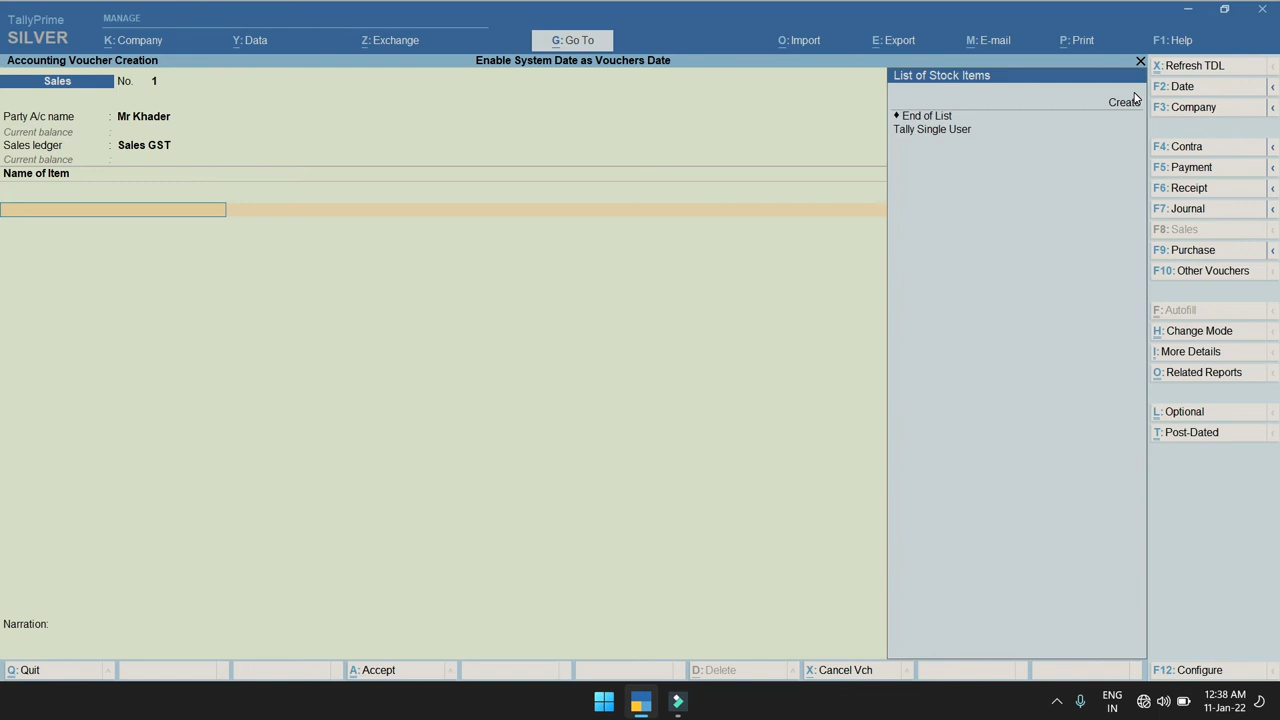 TallyPrime
SILVER
MANAGE
K: Company
Y: Data
Z: Exchange
G: Go To
O: Import
E: Export
M: E-mail
P: Print
F1: Help
Accounting Voucher Creation
Enable System Date as Vouchers Date
Sales No. 1
Party A/c name : Mr Khader
Current balance :
Sales ledger : Sales GST
Current balance :
Name of Item
List of Stock Items
Create
♦ End of List
Tally Single User
X: Refresh TDL
F2: Date
F3: Company
F4: Contra
F5: Payment
F6: Receipt
F7: Journal
F8: Sales
F9: Purchase
F10: Other Vouchers
F: Autofill
H: Change Mode
I: More Details
O: Related Reports
L: Optional
T: Post-Dated
Narration:
Q: Quit
A: Accept
D: Delete
X: Cancel Vch
F12: Configure
ENG
IN
12:38 AM
11-Jan-22